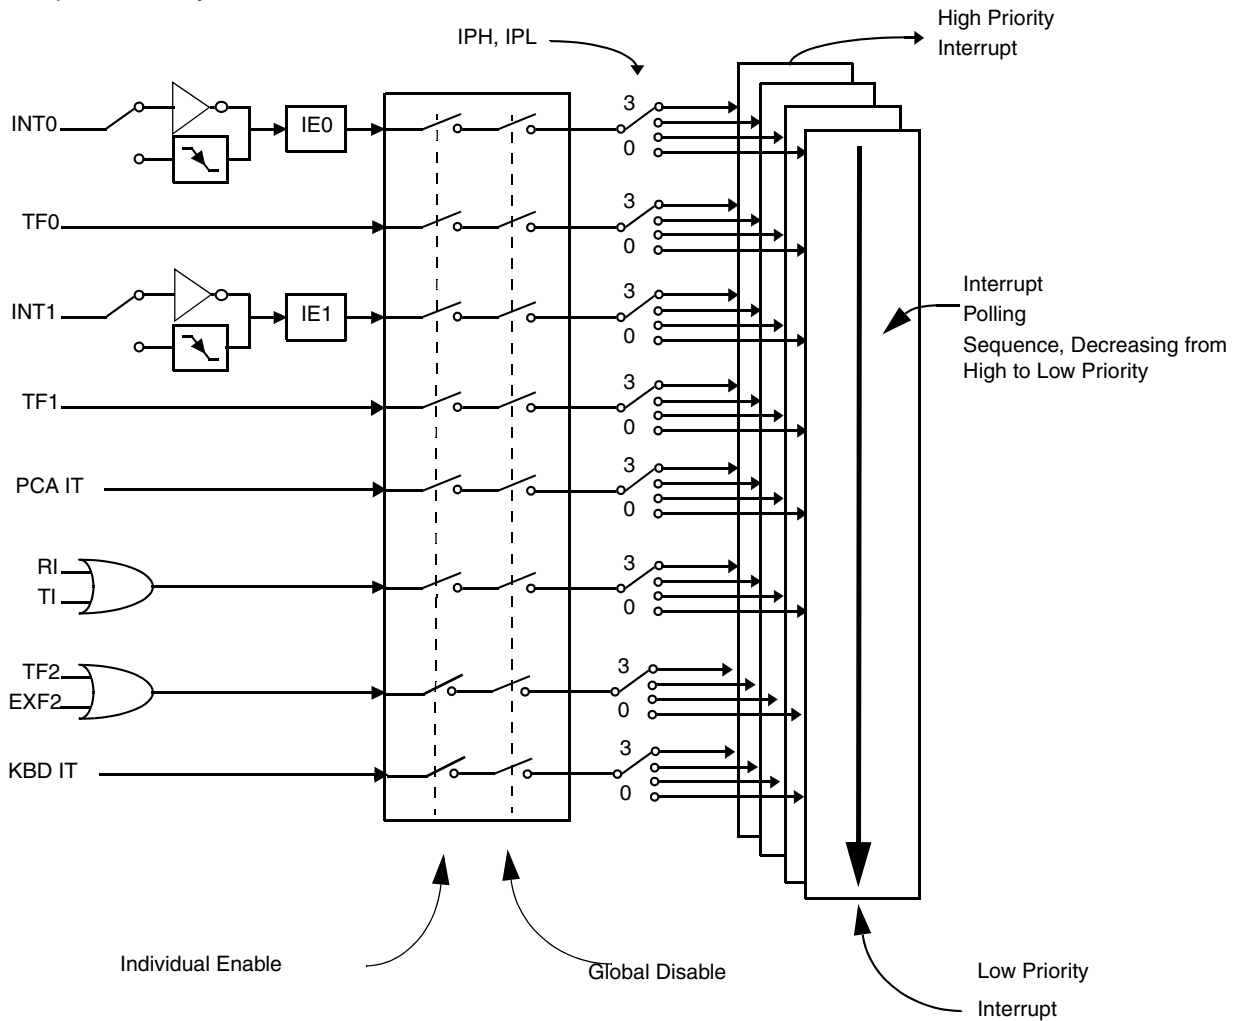 High Priority
Interrupt
IPH, IPL
INT0
IE0
3
0
TF0
3
0
INT1
IE1
3
0
Interrupt
Polling
Sequence, Decreasing from
High to Low Priority
TF1
3
0
PCA IT
3
0
RI
TI
3
0
TF2
EXF2
3
0
KBD IT
3
0
Individual Enable
Global Disable
Low Priority
Interrupt